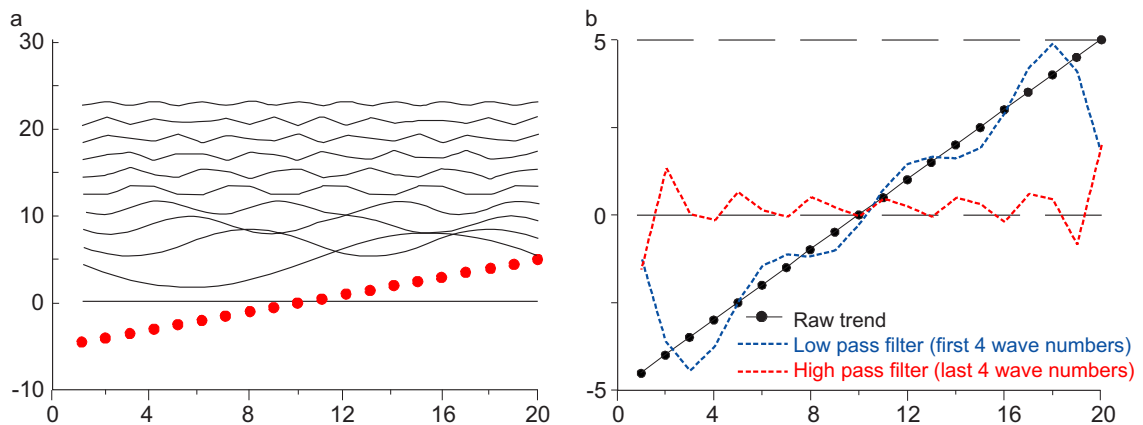 a
30
20
10
0
-10
0 4 8 12 16 20
b
5
0
-5
Raw trend
Low pass filter (first 4 wave numbers)
High pass filter (last 4 wave numbers)
0 4 8 12 16 20